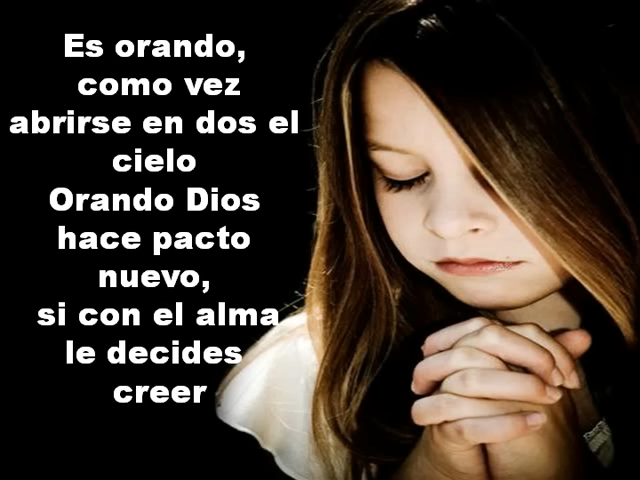 Es orando,
como vez
abrirse en dos el
cielo
Orando Dios
hace pacto
nuevo,
si con el alma
le decides
creer